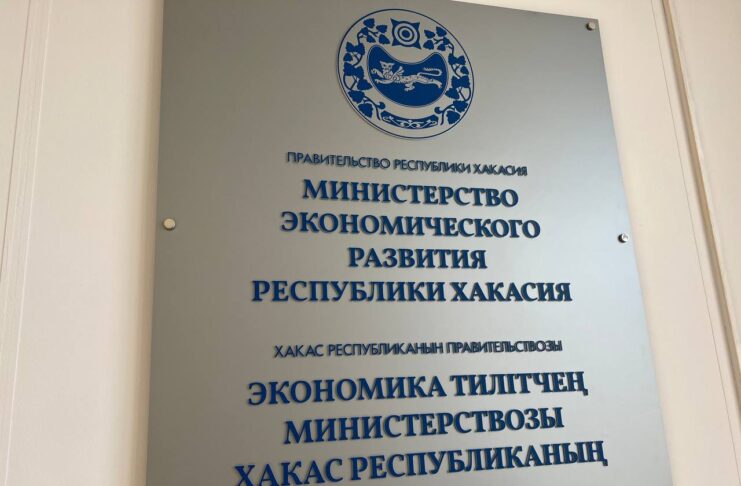 ПРАВИТЕЛЬСТВО РЕСПУБЛИКИ ХАКАСИЯ
МИНИСТЕРСТВО
ЭКОНОМИЧЕСКОГО
РАЗВИТИЯ
РЕСПУБЛИКИ ХАКАСИЯ
ХАКАС РЕСПУБЛИКАНЫН ПРАВИТЕЛЬСТВОЗЫ
ЭКОНОМИКА ТИЛІТЧЕҢ
МИНИСТЕРСТВОЗЫ
ХАКАС РЕСПУБЛИКАНЫҢ